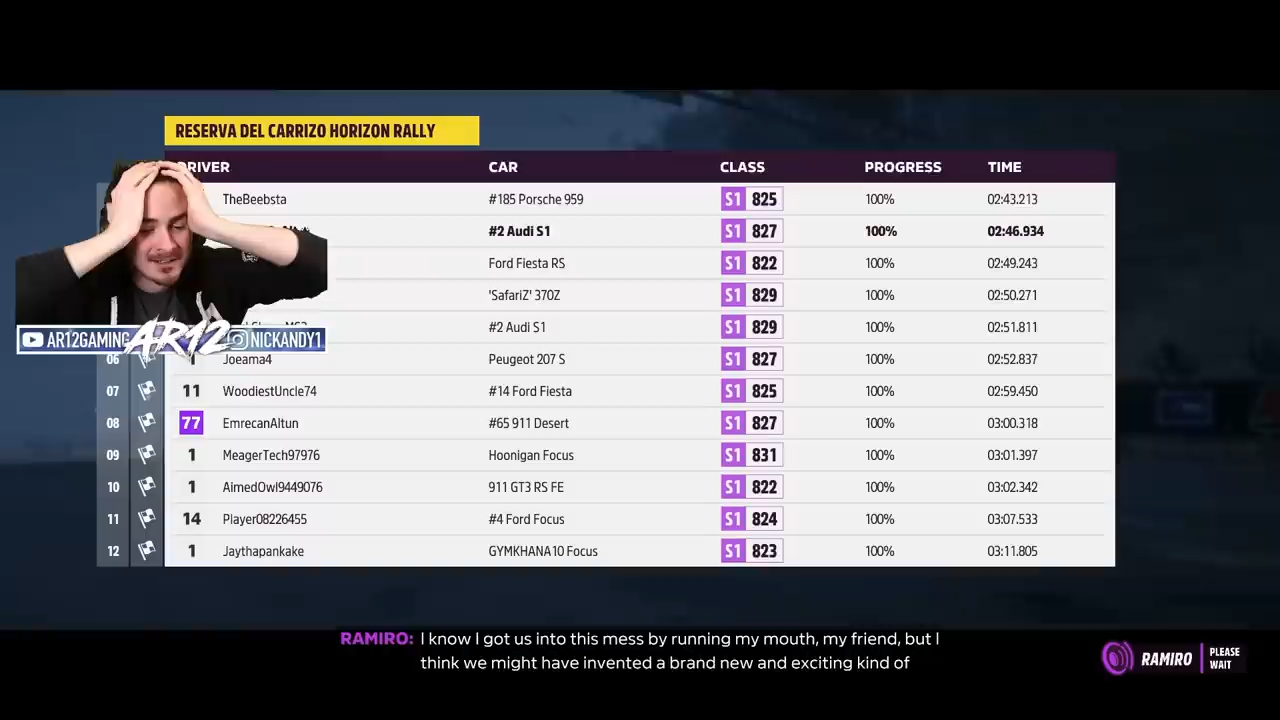 RESERVA DEL CARRIZO HORIZON RALLY
DRIVER CAR CLASS PROGRESS TIME
TheBeebsta #185 Porsche 959 S1 825 100% 02:43.213
#2 Audi S1 S1 827 100% 02:46.934
Ford Fiesta RS S1 822 100% 02:49.243
'SafariZ' 370Z S1 829 100% 02:50.271
#2 Audi S1 S1 829 100% 02:51.811
AR12GAMING AR12 NICKANDY1
06 1 Joeama4 Peugeot 207 S S1 827 100% 02:52.837
07 11 WoodiestUncle74 #14 Ford Fiesta S1 825 100% 02:59.450
08 77 EmrecanAltun #65 911 Desert S1 827 100% 03:00.318
09 1 MeagerTech97976 Hoonigan Focus S1 831 100% 03:01.397
10 1 AimedOwl9449076 911 GT3 RS FE S1 822 100% 03:02.342
11 14 Player08226455 #4 Ford Focus S1 824 100% 03:07.533
12 1 Jaythapankake GYMKHANA10 Focus S1 823 100% 03:11.805
RAMIRO: I know I got us into this mess by running my mouth, my friend, but I
think we might have invented a brand new and exciting kind of
RAMIRO PLEASE
WAIT